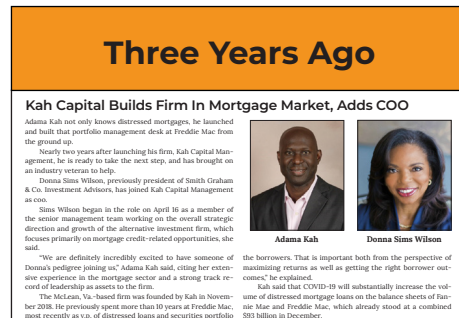 Three Years Ago
Kah Capital Builds Firm In Mortgage Market, Adds COO
Adama Kah not only knows distressed mortgages, he launched
and built that portfolio management desk at Freddie Mac from
the ground up.
Nearly two years after launching his firm, Kah Capital Man-
agement, he is ready to take the next step, and has brought on
an industry veteran to help.
Donna Sims Wilson, previously president of Smith Graham
& Co. Investment Advisors, has joined Kah Capital Management
as coo.
Sims Wilson began in the role on April 16 as a member of
the senior management team working on the overall strategic
direction and growth of the alternative investment firm, which
focuses primarily on mortgage credit-related opportunities, she
said.
“We are definitely incredibly excited to have someone of
Donna’s pedigree joining us,” Adama Kah said, citing her exten-
sive experience in the mortgage sector and a strong track re-
cord of leadership as assets to the firm.
The McLean, Va.-based firm was founded by Kah in Novem-
ber 2018. He previously spent more than 10 years at Freddie Mac,
most recently as v.p. of distressed loans and securities portfolio
Adama Kah
Donna Sims Wilson
the borrowers. That is important both from the perspective of
maximizing returns as well as getting the right borrower out-
comes,” he explained.
Kah said that COVID-19 will substantially increase the vol-
ume of distressed mortgage loans on the balance sheets of Fan-
nie Mae and Freddie Mac, which already stood at a combined
$93 billion in December.